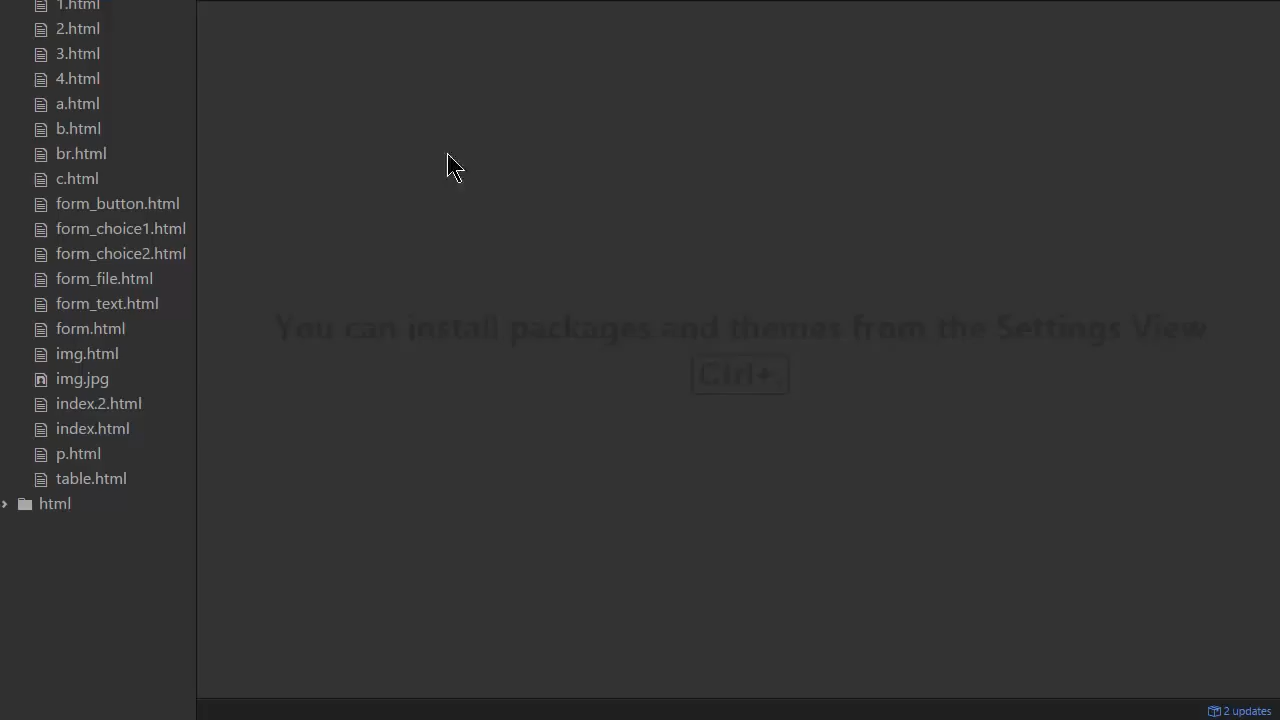 1.html
2.html
3.html
4.html
a.html
b.html
br.html
c.html
form_button.html
form_choice1.html
form_choice2.html
form_file.html
form_text.html
form.html
img.html
img.jpg
index.2.html
index.html
p.html
table.html
html
You can install packages and themes from the Settings View
Ctrl+,
2 updates